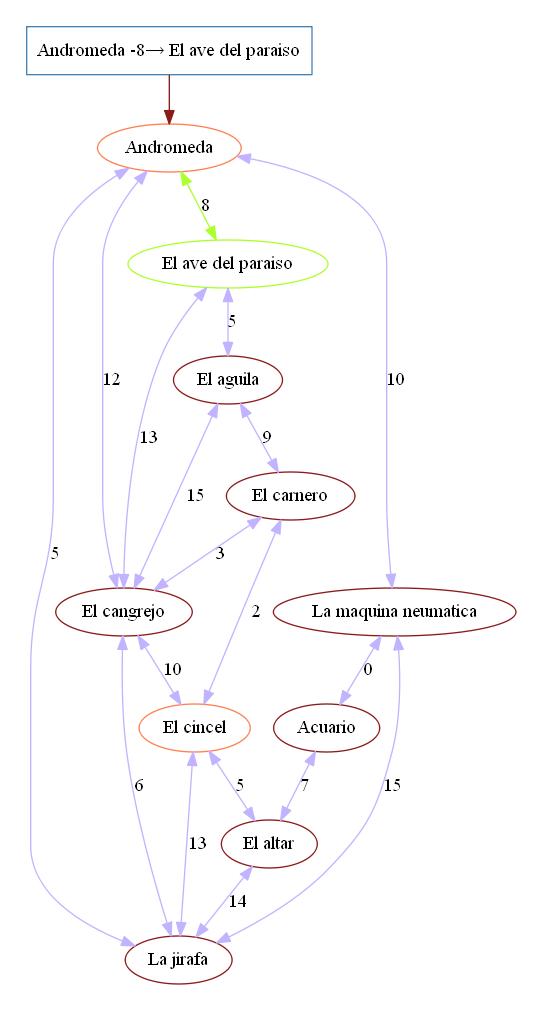 Andromeda -8→ El ave del paraiso
Andromeda
8
El ave del paraiso
5
El aguila
12
10
13
9
15
El carnero
5
3
El cangrejo
2
La maquina neumatica
10
0
El cincel
Acuario
6
5
7
15
13
El altar
14
La jirafa